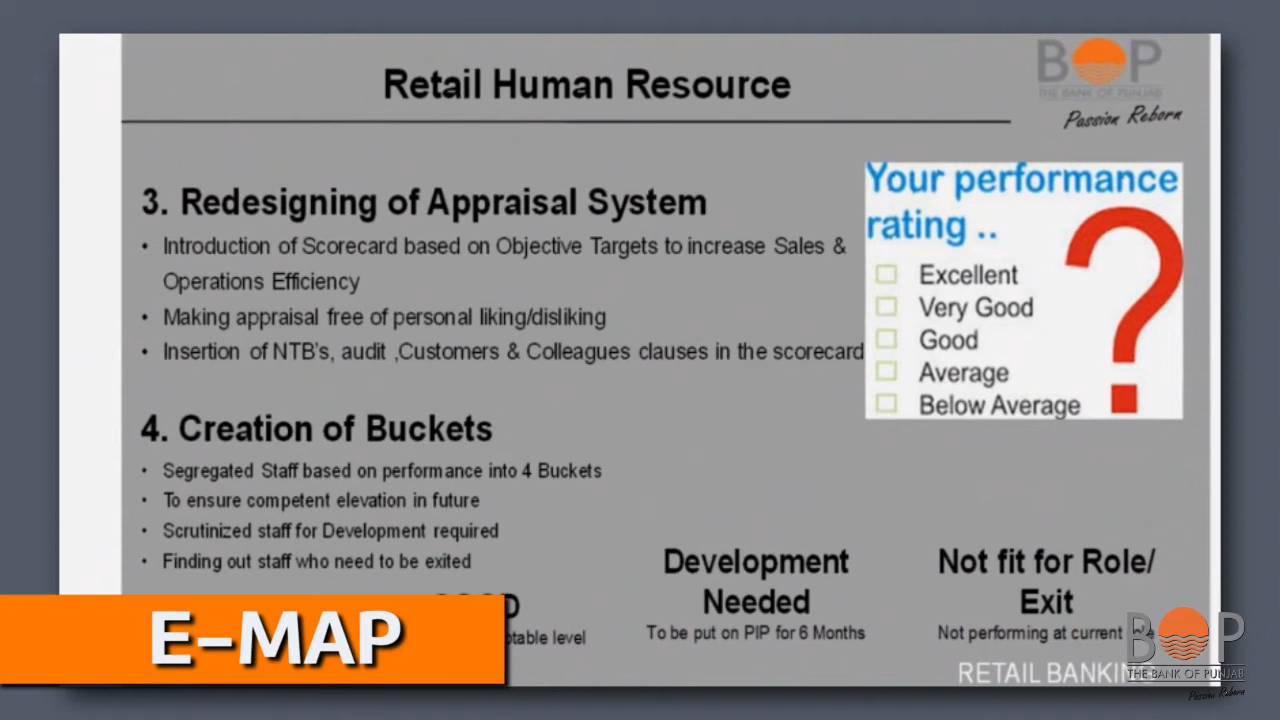 Retail Human Resource
BOP
THE BANK OF PUNJAB
Passion Reborn
3. Redesigning of Appraisal System
• Introduction of Scorecard based on Objective Targets to increase Sales &
Operations Efficiency
• Making appraisal free of personal liking/disliking
• Insertion of NTB's, audit ,Customers & Colleagues clauses in the scorecard
Your performance
rating ..
Excellent
Very Good
Good
Average
Below Average
?
4. Creation of Buckets
• Segregated Staff based on performance into 4 Buckets
• To ensure competent elevation in future
• Scrutinized staff for Development required
• Finding out staff who need to be exited
level
Development
Needed
To be put on PIP for 6 Months
Not fit for Role/
Exit
Not performing at current
E-MAP
RETAIL BANKING
BOP
THE BANK OF PUNJAB
Passion Reborn